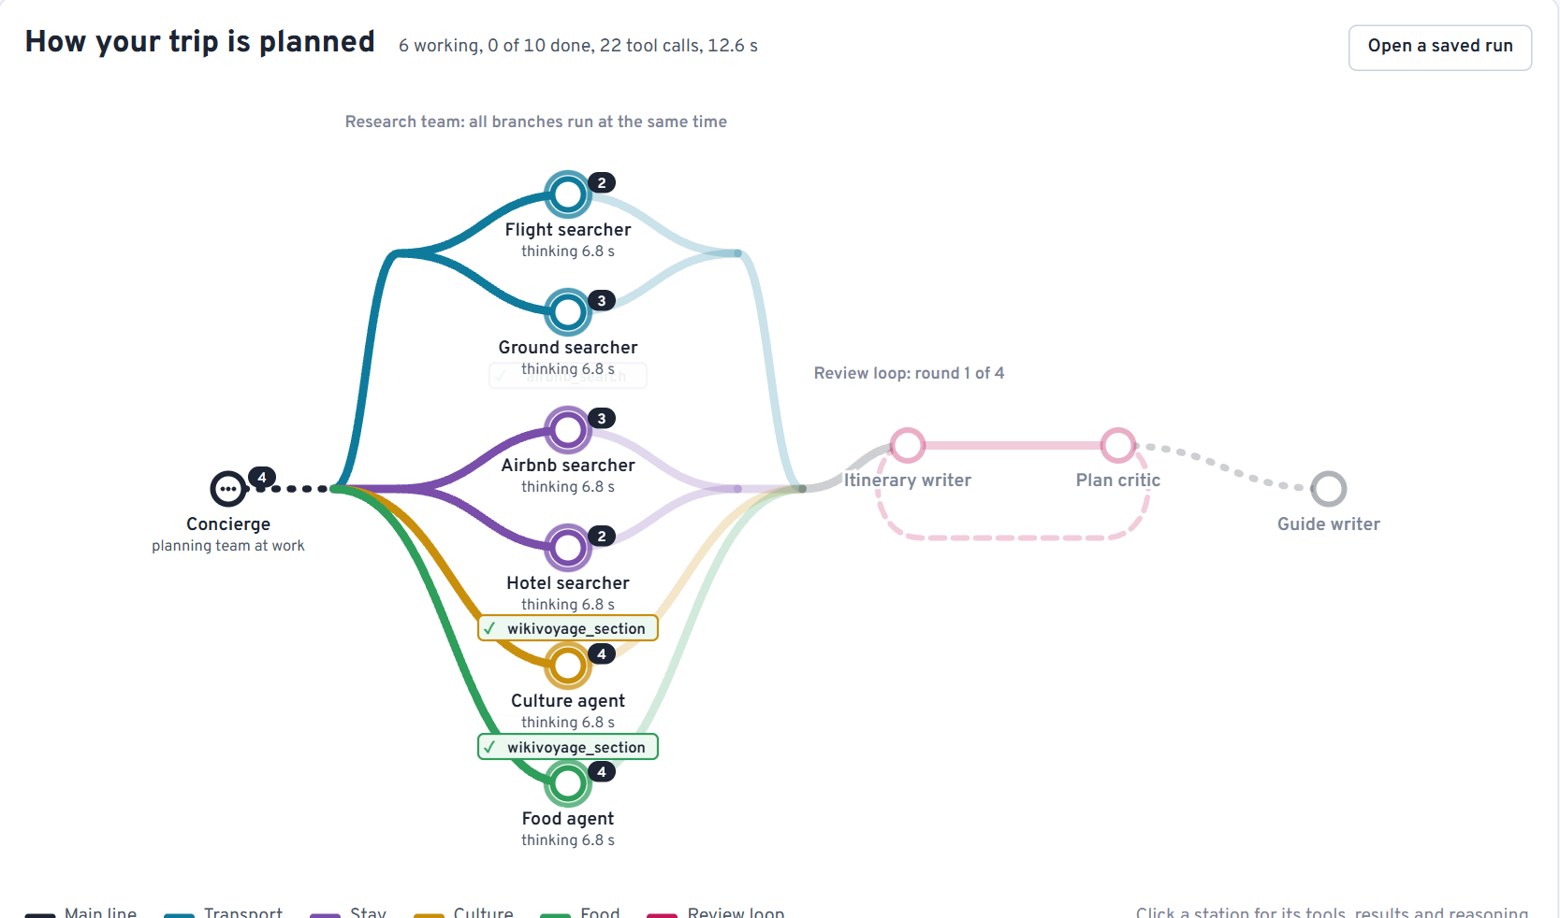 How your trip is planned
6 working, 0 of 10 done, 22 tool calls, 12.6 s
Open a saved run
Research team: all branches run at the same time
2
Flight searcher
thinking 6.8 s
3
Ground searcher
thinking 6.8 s
✓ airbnb_search
Review loop: round 1 of 4
3
Airbnb searcher
thinking 6.8 s
Itinerary writer
Plan critic
4
Concierge
planning team at work
Guide writer
2
Hotel searcher
thinking 6.8 s
✓ wikivoyage_section
4
Culture agent
thinking 6.8 s
✓ wikivoyage_section
4
Food agent
thinking 6.8 s
Main line
Transport
Stay
Culture
Food
Review loop
Click a station for its tools, results and reasoning